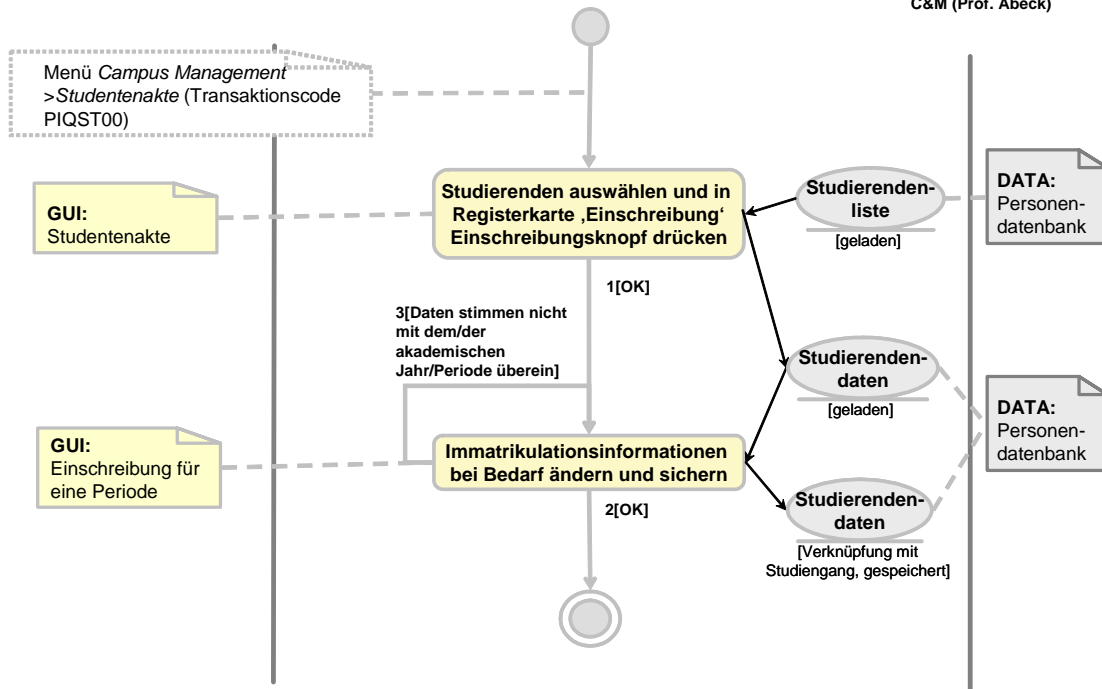 C&M (Prof. Abeck)
Menü Campus Management
>Studentenakte (Transaktionscode
PIQST00)
GUI:
Studentenakte
Studierenden auswählen und in
Registerkarte ‚Einschreibung‘
Einschreibungsknopf drücken
Studierenden-
liste
[geladen]
DATA:
Personen-
datenbank
1[OK]
3[Daten stimmen nicht
mit dem/der
akademischen
Jahr/Periode überein]
Studierenden-
daten
[geladen]
DATA:
Personen-
datenbank
GUI:
Einschreibung für
eine Periode
Immatrikulationsinformationen
bei Bedarf ändern und sichern
2[OK]
Studierenden-
daten
[Verknüpfung mit
Studiengang, gespeichert]